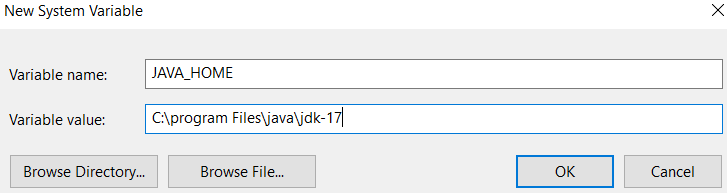 New System Variable
Variable name: JAVA_HOME
Variable value: C:\program Files\java\jdk-17
Browse Directory... Browse File... OK Cancel